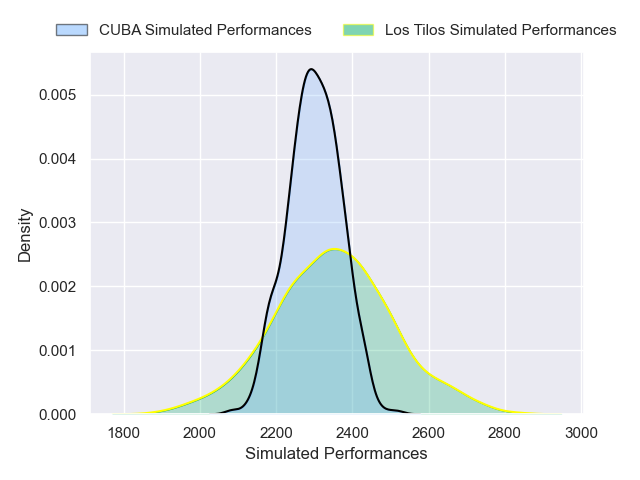 CUBA Simulated Performances
Los Tilos Simulated Performances
Density
0.005
0.004
0.003
0.002
0.001
0.000
1800 2000 2200 2400 2600 2800 3000
Simulated Performances